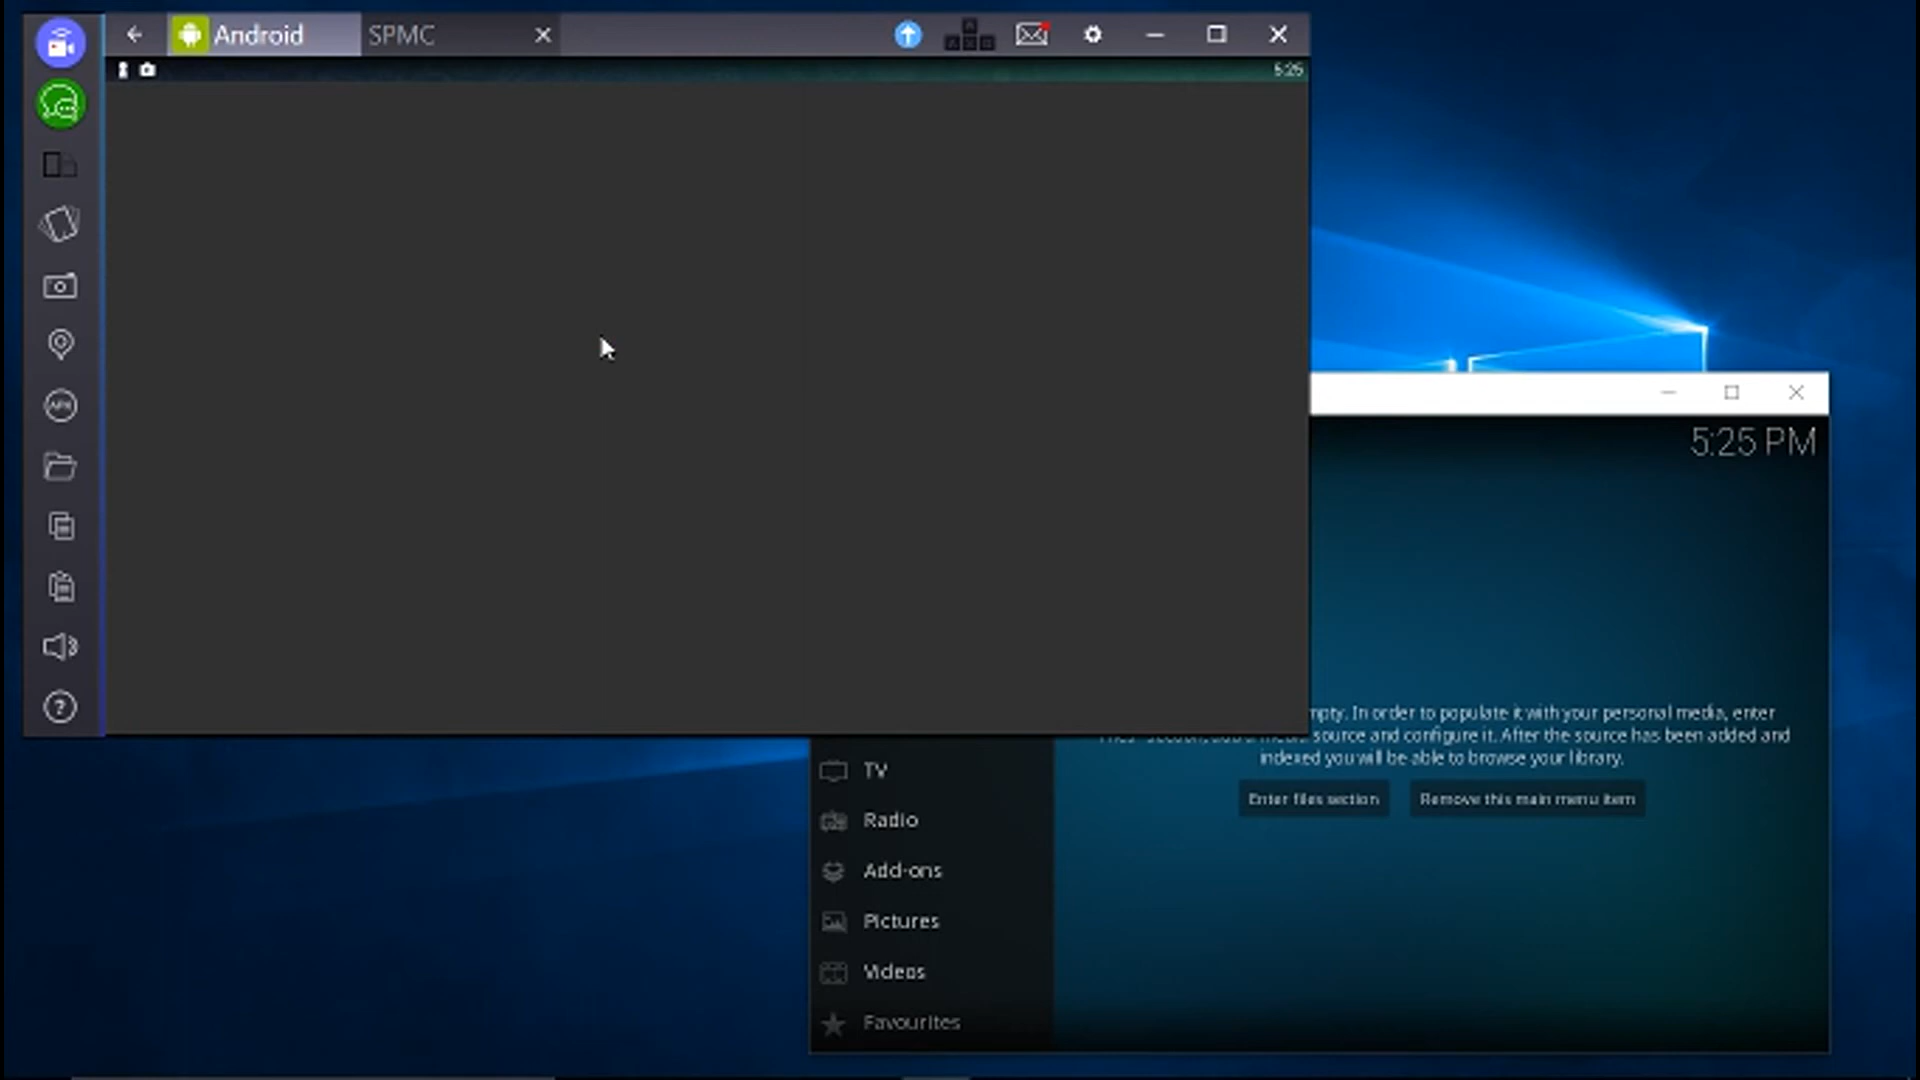 Android
SPMC
5:25
APK
5:25 PM
mpty. In order to populate it with your personal media, enter
source and configure it. After the source has been added and
indexed you will be able to browse your library.
Enter files section
Remove this main menu item
TV
Radio
Add-ons
Pictures
Videos
Favourites